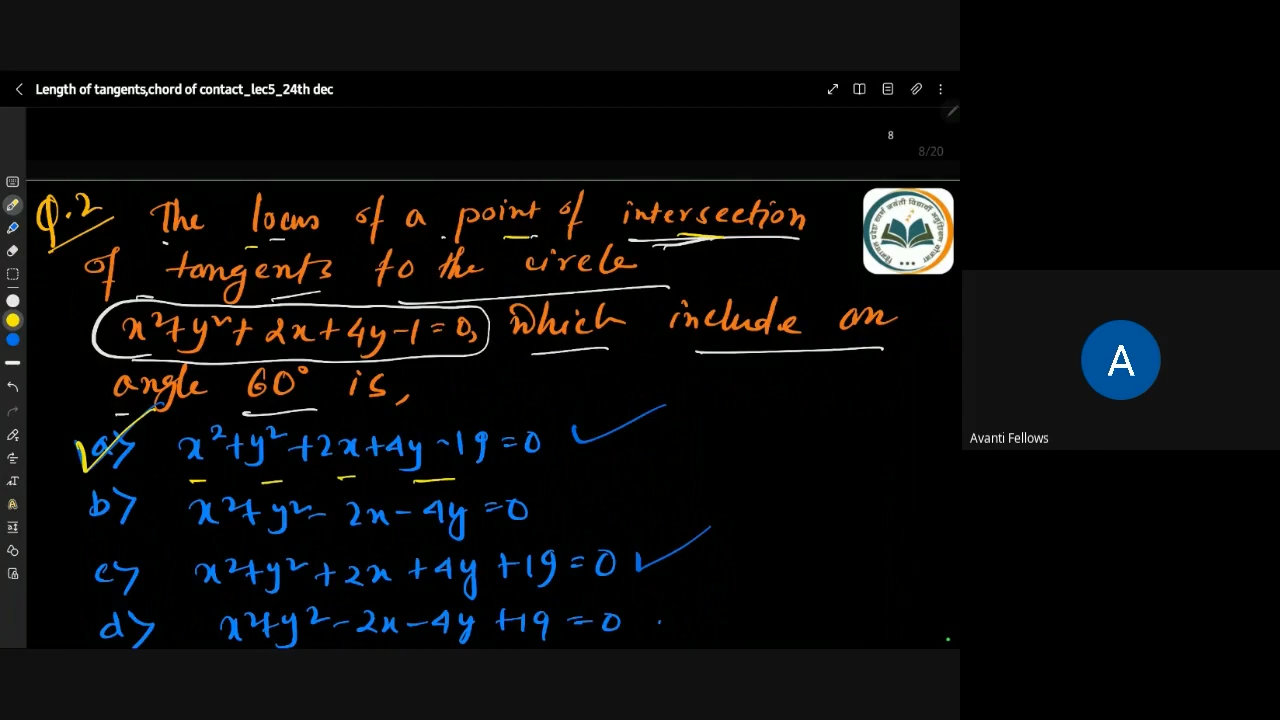 Length of tangents,chord of contact_lec5_24th dec
8
8/20
Q.2 The locus of a point of intersection
of tangents to the circle
x²+y²+2x+4y-1=0, which include an
angle 60° is,
a> x²+y²+2x+4y-19=0
b> x²+y²-2x-4y=0
c> x²+y²+2x+4y+19=0
d> x²+y²-2x-4y+19=0
A
Avanti Fellows